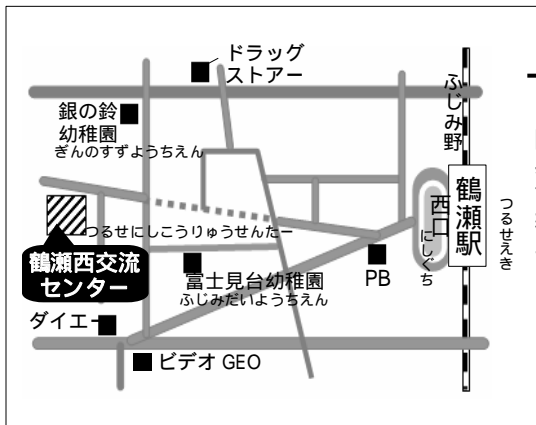 ドラッグ
ストアー
銀の鈴
幼稚園
ぎんのすずようちえん
ふじみ野
鶴瀬駅
つるせえき
西口
にしぐち
つるせにしこうりゅうせんたー
鶴瀬西交流
センター
富士見台幼稚園
ふじみだいようちえん
PB
ダイエー
ビデオ GEO